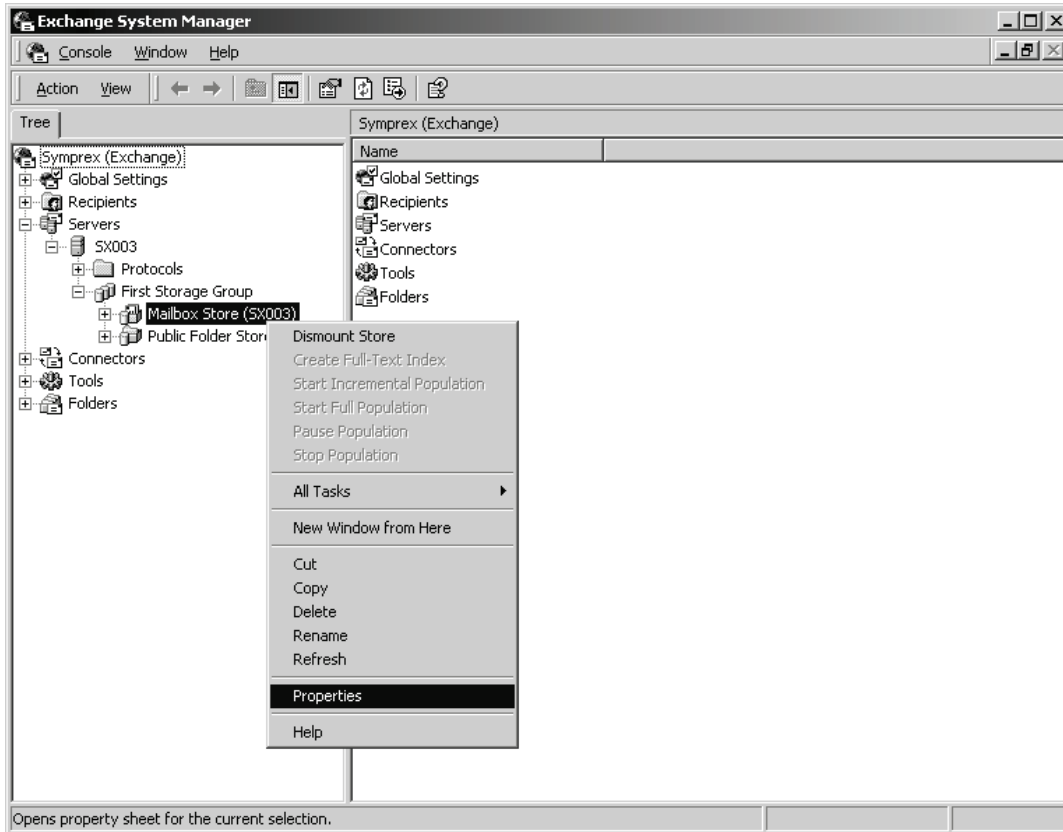 Exchange System Manager
Console Window Help
Action View
Tree
Symprex (Exchange)
Symprex (Exchange)
Global Settings
Recipients
Servers
SX003
Protocols
First Storage Group
Mailbox Store (SX003)
Public Folder Store
Connectors
Tools
Folders
Name
Global Settings
Recipients
Servers
Connectors
Tools
Folders
Dismount Store
Create Full-Text Index
Start Incremental Population
Start Full Population
Pause Population
Stop Population
All Tasks
New Window from Here
Cut
Copy
Delete
Rename
Refresh
Properties
Help
Opens property sheet for the current selection.